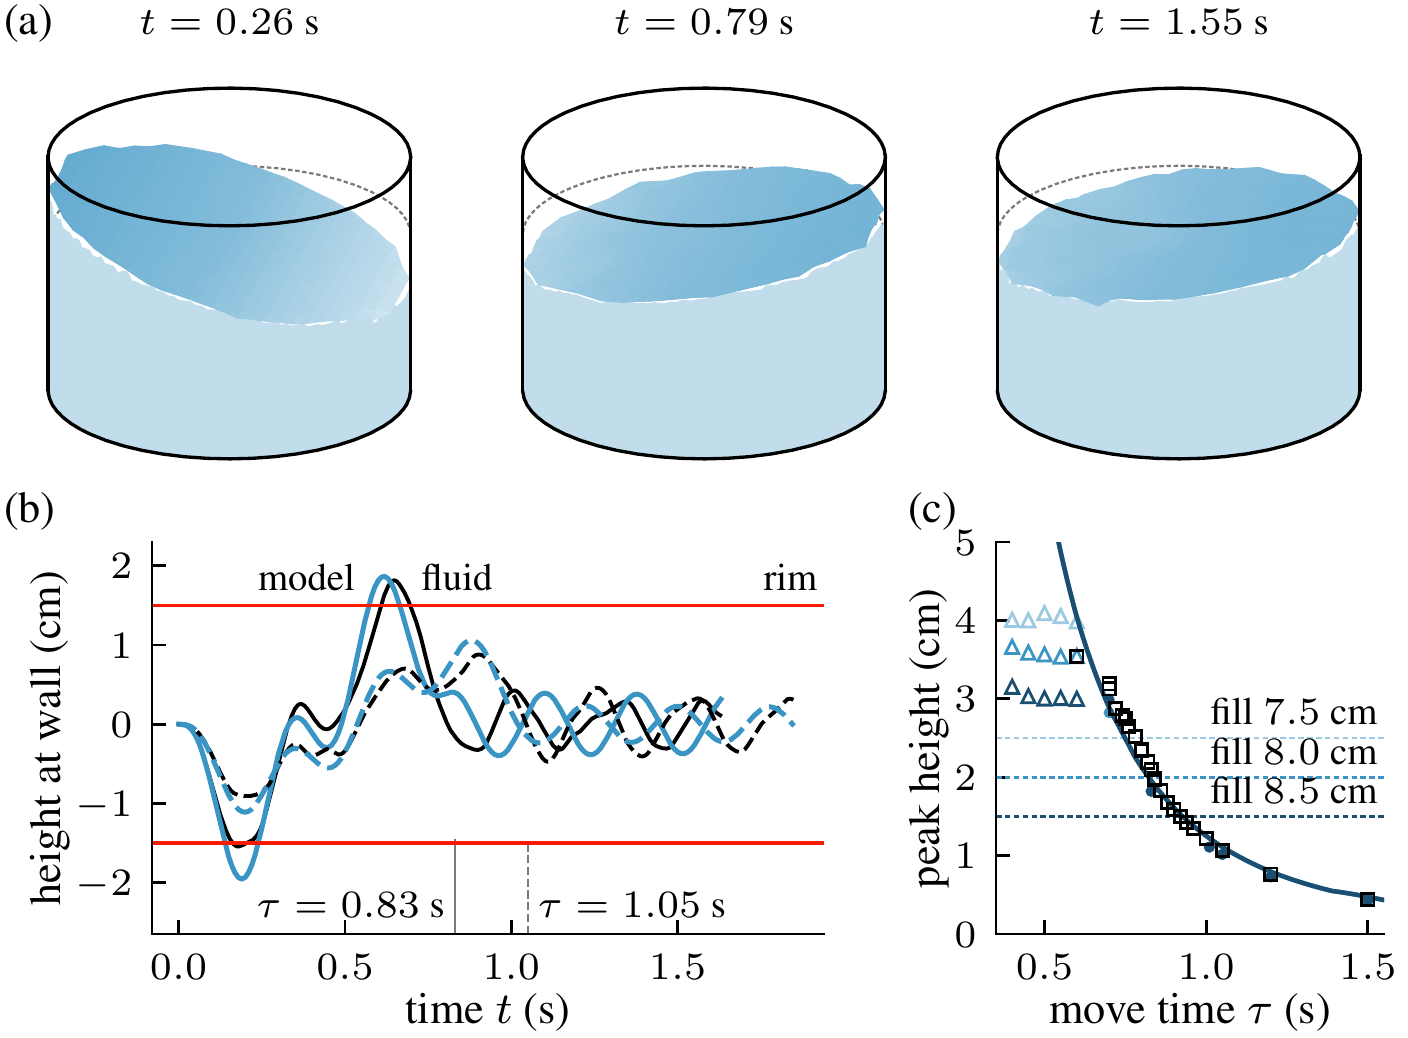 (a)
t = 0.26 s
t = 0.79 s
t = 1.55 s
(b)
height at wall (cm)
2
1
0
−1
−2
model
fluid
rim
τ = 0.83 s
τ = 1.05 s
0.0
0.5
1.0
1.5
time t (s)
(c)
peak height (cm)
5
4
3
2
1
0
fill 7.5 cm
fill 8.0 cm
fill 8.5 cm
0.5
1.0
1.5
move time τ (s)